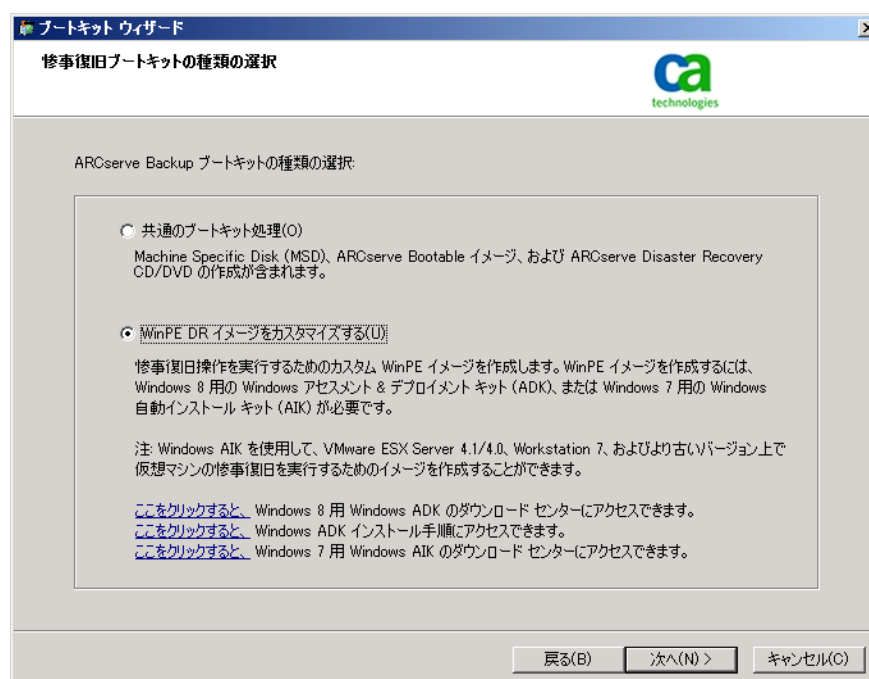 ブートキット ウィザード
惨事復旧ブートキットの種類の選択
ca
technologies
ARCserve Backup ブートキットの種類の選択:
共通のブートキット処理(O)
Machine Specific Disk (MSD)、ARCserve Bootable イメージ、および ARCserve Disaster Recovery
CD/DVD の作成が含まれます。
WinPE DR イメージをカスタマイズする(U)
惨事復旧操作を実行するためのカスタム WinPE イメージを作成します。WinPE イメージを作成するには、
Windows 8 用の Windows アセスメント & デプロイメント キット (ADK)、または Windows 7 用の Windows
自動インストール キット (AIK) が必要です。
注: Windows AIK を使用して、VMware ESX Server 4.1/4.0、Workstation 7、およびより古いバージョン上で
仮想マシンの惨事復旧を実行するためのイメージを作成することができます。
ここをクリックすると、 Windows 8 用 Windows ADK のダウンロード センターにアクセスできます。
ここをクリックすると、 Windows ADK インストール手順にアクセスできます。
ここをクリックすると、 Windows 7 用 Windows AIK のダウンロード センターにアクセスできます。
戻る(B)
次へ(N) >
キャンセル(C)